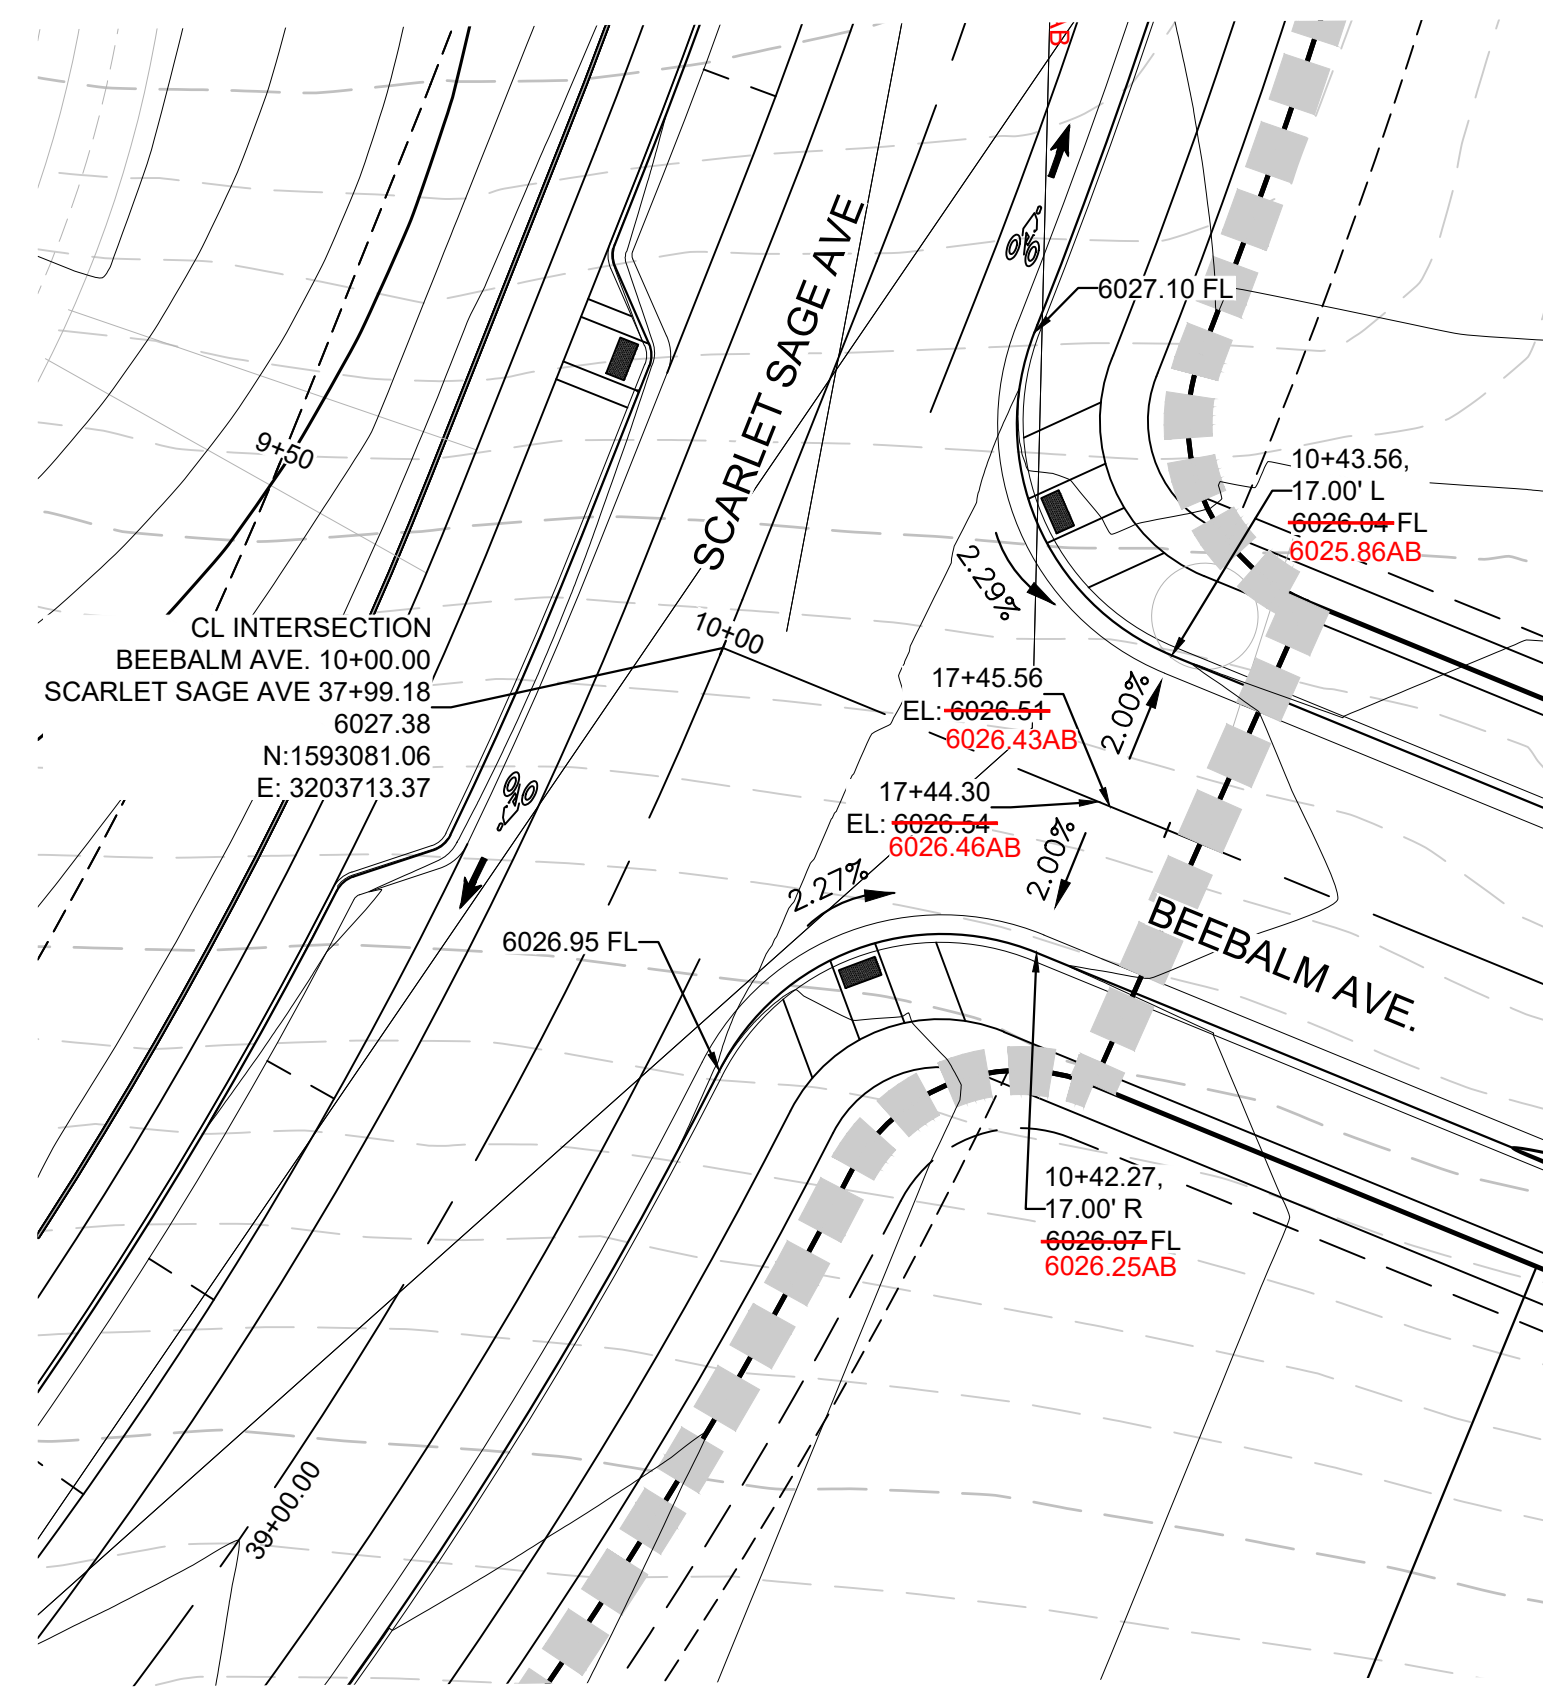 AB
SCARLET SAGE AVE
6027.10 FL
9+50
10+43.56,
17.00' L
6026.04 FL
6025.86AB
2.29%
CL INTERSECTION
BEEBALM AVE. 10+00.00
SCARLET SAGE AVE 37+99.18
6027.38
N:1593081.06
E: 3203713.37
10+00
17+45.56
EL: 6026.51
6026.43AB
2.00%
17+44.30
EL: 6026.54
6026.46AB
2.00%
2.27%
6026.95 FL
BEEBALM AVE.
10+42.27,
17.00' R
6026.07 FL
6026.25AB
39+00.00